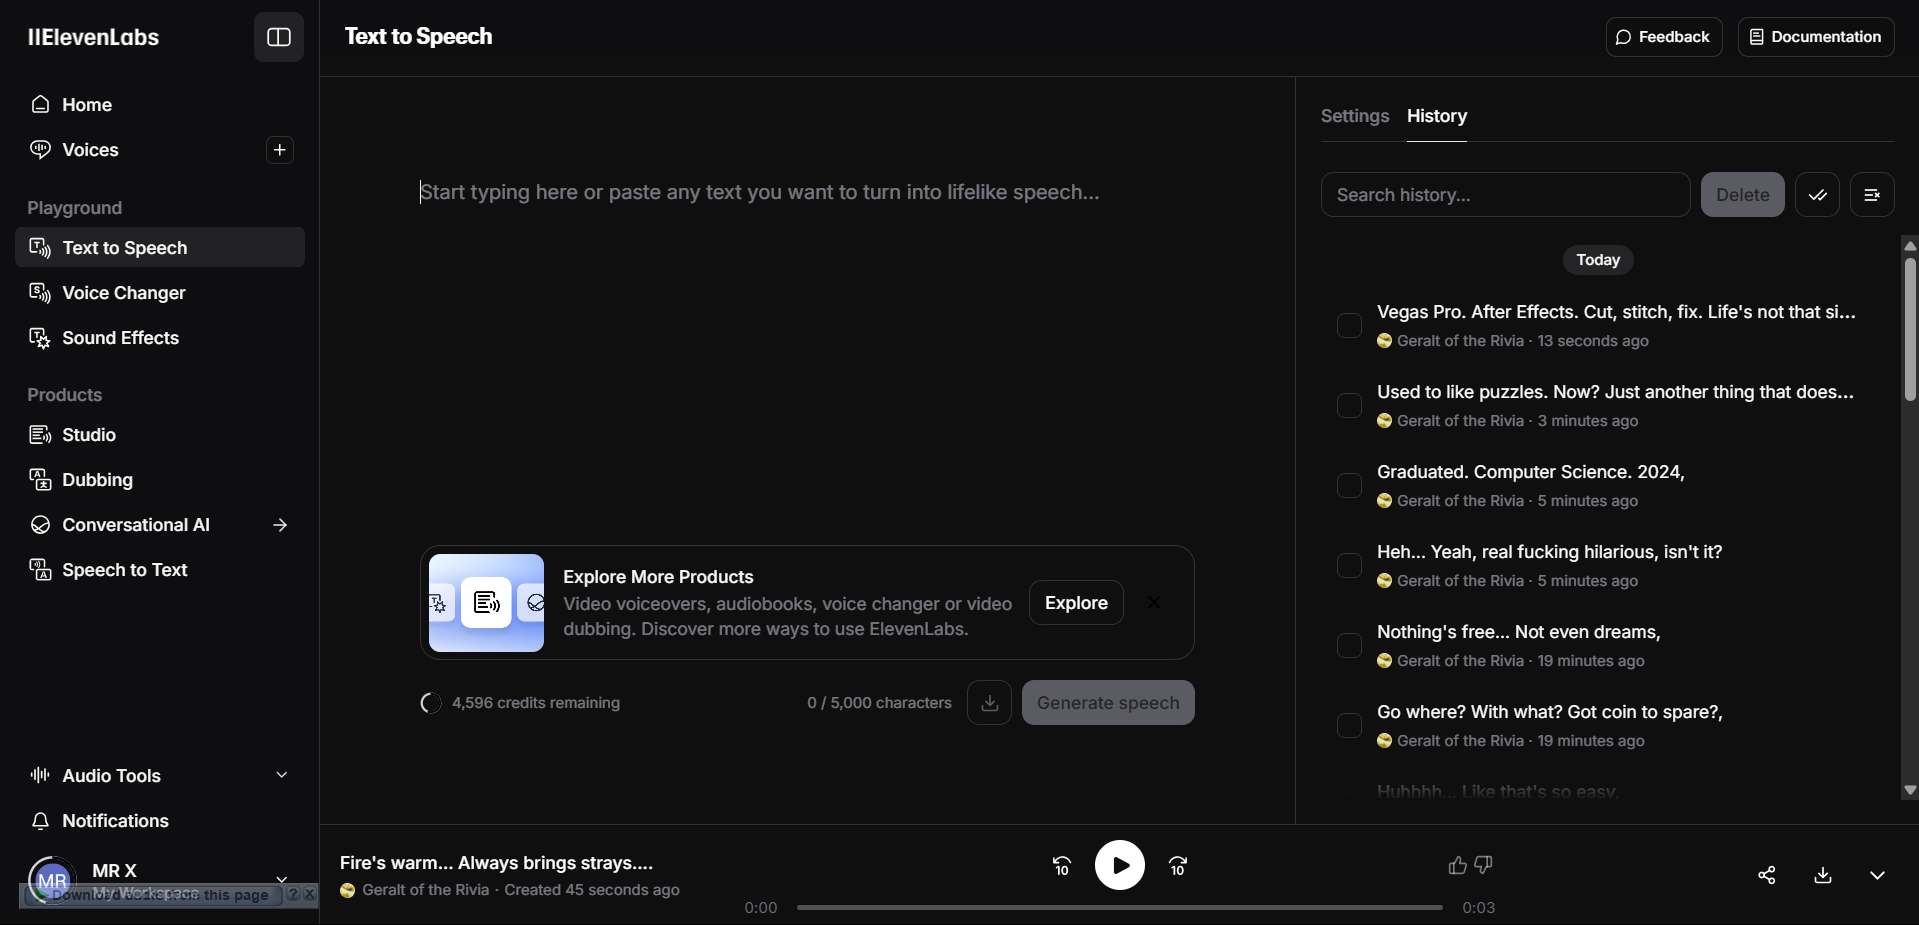 IIElevenLabs
Home
Voices
Playground
Text to Speech
Voice Changer
Sound Effects
Products
Studio
Dubbing
Conversational AI
Speech to Text
Audio Tools
Notifications
MR
MR X
My Workspace
this page
Text to Speech
Feedback
Documentation
Start typing here or paste any text you want to turn into lifelike speech...
Explore More Products
Video voiceovers, audiobooks, voice changer or video
dubbing. Discover more ways to use ElevenLabs.
Explore
4,596 credits remaining
0 / 5,000 characters
Generate speech
Settings
History
Search history...
Delete
Today
Vegas Pro. After Effects. Cut, stitch, fix. Life's not that si...
Geralt of the Rivia · 13 seconds ago
Used to like puzzles. Now? Just another thing that does...
Geralt of the Rivia · 3 minutes ago
Graduated. Computer Science. 2024,
Geralt of the Rivia · 5 minutes ago
Heh... Yeah, real fucking hilarious, isn't it?
Geralt of the Rivia · 5 minutes ago
Nothing's free... Not even dreams,
Geralt of the Rivia · 19 minutes ago
Go where? With what? Got coin to spare?,
Geralt of the Rivia · 19 minutes ago
Huhhhh... Like that's so easy.
Fire's warm... Always brings strays....
Geralt of the Rivia · Created 45 seconds ago
10
10
0:00
0:03